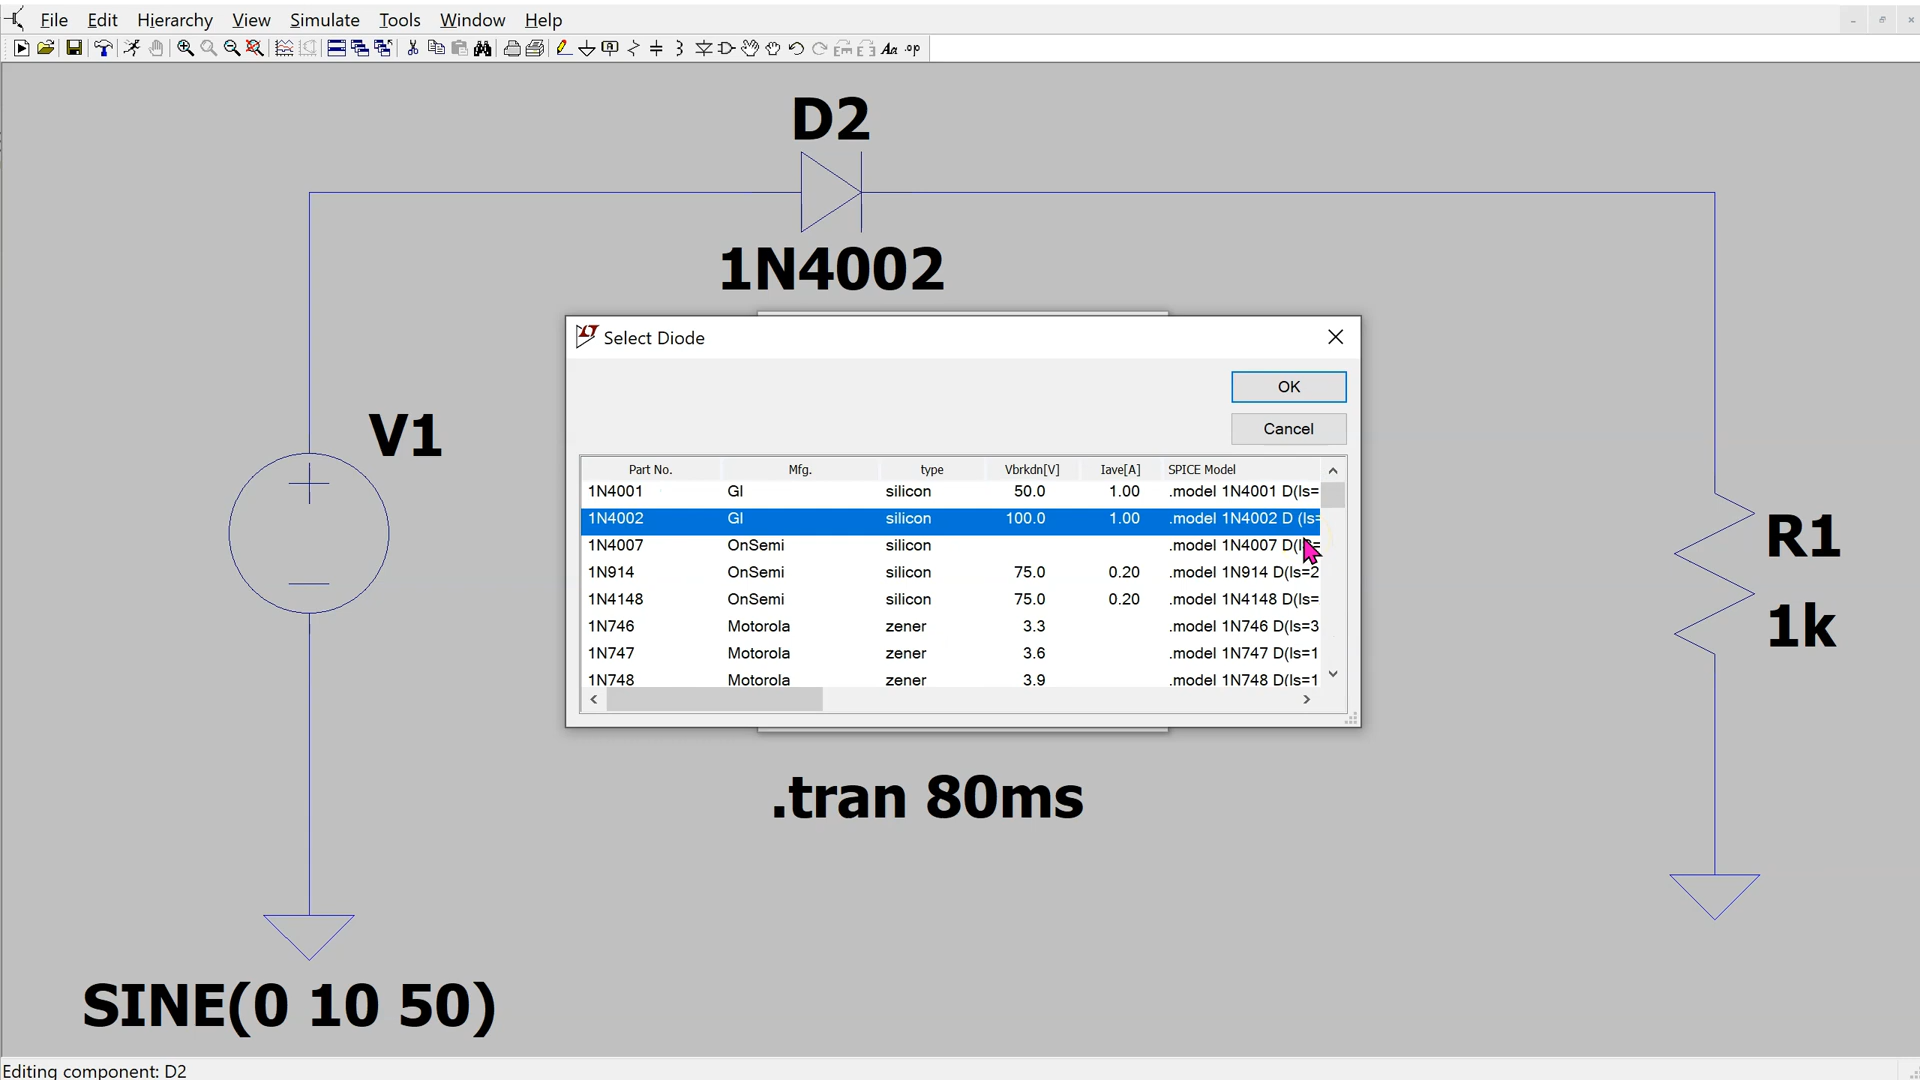 File Edit Hierarchy View Simulate Tools Window Help
Aa .op
D2
1N4002
V1
SINE(0 10 50)
Select Diode
OK
Cancel
Part No. Mfg. type Vbrkdn[V] Iave[A] SPICE Model
1N4001 GI silicon 50.0 1.00 .model 1N4001 D(Is=
1N4002 GI silicon 100.0 1.00 .model 1N4002 D (Is=
1N4007 OnSemi silicon .model 1N4007 D(Is=
1N914 OnSemi silicon 75.0 0.20 .model 1N914 D(Is=2
1N4148 OnSemi silicon 75.0 0.20 .model 1N4148 D(Is=
1N746 Motorola zener 3.3 .model 1N746 D(Is=3
1N747 Motorola zener 3.6 .model 1N747 D(Is=1
1N748 Motorola zener 3.9 .model 1N748 D(Is=1
R1
1k
.tran 80ms
Editing component: D2